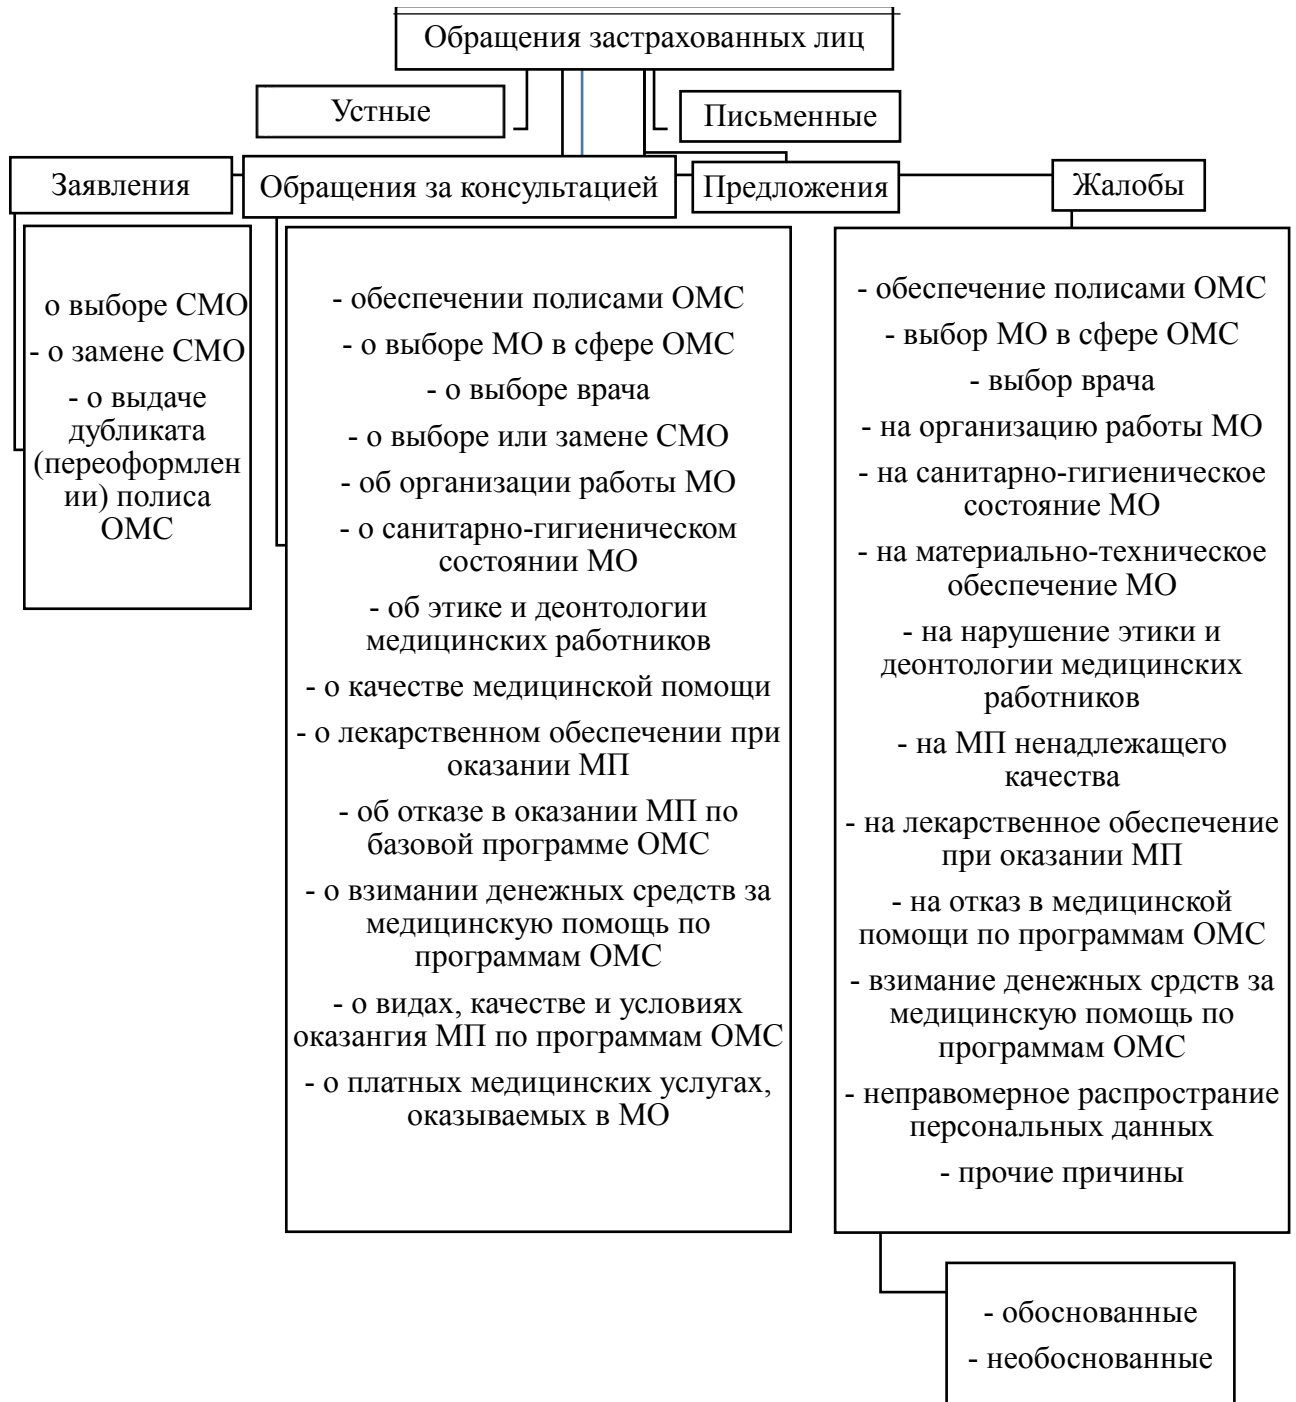 Обращения застрахованных лиц
Устные
Письменные
Заявления
Обращения за консультацией
Предложения
Жалобы
о выборе СМО
- о замене СМО
- о выдаче
дубликата
(переоформлен
ии) полиса
ОМС
- обеспечении полисами ОМС
- о выборе МО в сфере ОМС
- о выборе врача
- о выборе или замене СМО
- об организации работы МО
- о санитарно-гигиеническом
состоянии МО
- об этике и деонтологии
медицинских работников
- о качестве медицинской помощи
- о лекарственном обеспечении при
оказании МП
- об отказе в оказании МП по
базовой программе ОМС
- о взимании денежных средств за
медицинскую помощь по
программам ОМС
- о видах, качестве и условиях
оказангия МП по программам ОМС
- о платных медицинских услугах,
оказываемых в МО
- обеспечение полисами ОМС
- выбор МО в сфере ОМС
- выбор врача
- на организацию работы МО
- на санитарно-гигиеническое
состояние МО
- на материально-техническое
обеспечение МО
- на нарушение этики и
деонтологии медицинских
работников
- на МП ненадлежащего
качества
- на лекарственное обеспечение
при оказании МП
- на отказ в медицинской
помощи по программам ОМС
- взимание денежных срдств за
медицинскую помощь по
программам ОМС
- неправомерное распростране
персональных данных
- прочие причины
- обоснованные
- необоснованные